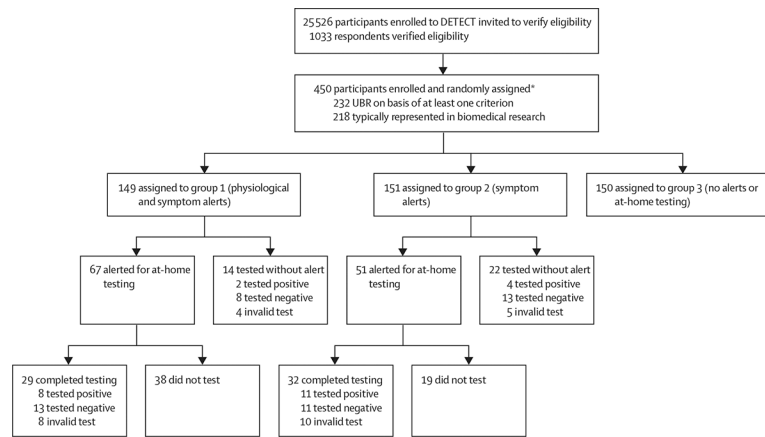 25 526 participants enrolled to DETECT invited to verify eligibility
1033 respondents verified eligibility
450 participants enrolled and randomly assigned*
232 UBR on basis of at least one criterion
218 typically represented in biomedical research
149 assigned to group 1 (physiological
and symptom alerts)
151 assigned to group 2 (symptom
alerts)
150 assigned to group 3 (no alerts or
at-home testing)
67 alerted for at-home
testing
14 tested without alert
2 tested positive
8 tested negative
4 invalid test
51 alerted for at-home
testing
22 tested without alert
4 tested positive
13 tested negative
5 invalid test
29 completed testing
8 tested positive
13 tested negative
8 invalid test
38 did not test
32 completed testing
11 tested positive
11 tested negative
10 invalid test
19 did not test